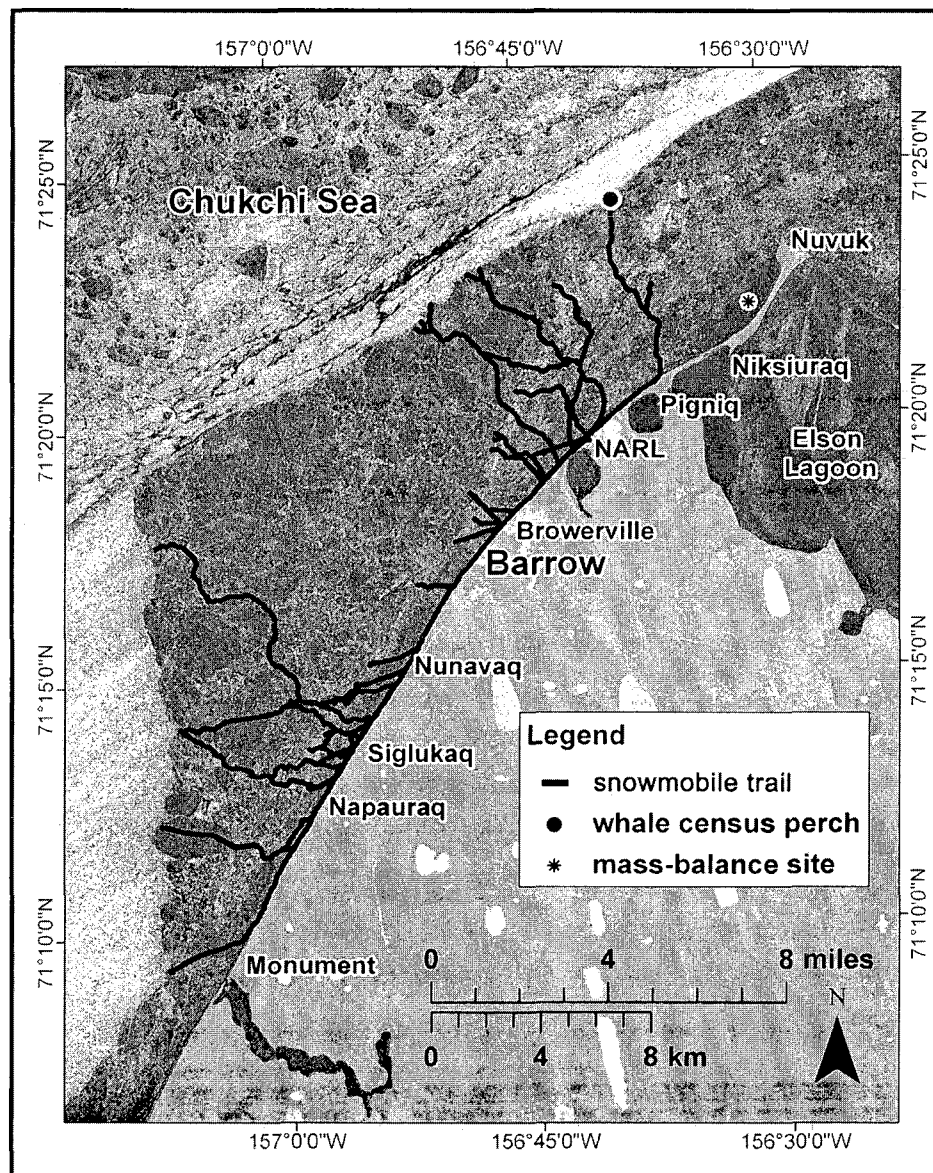 157°0'0"W
156°45'0"W
156°30'0"W
71°25'0"N
71°25'0"N
Chukchi Sea
Nuvuk
Niksiuraq
71°20'0"N
Pigniq
71°20'0"N
NARL
Elson
Lagoon
Browerville
Barrow
71°15'0"N
Nunavaq
71°15'0"N
Legend
snowmobile trail
whale census perch
mass-balance site
Siglukaq
Napauraq
71°10'0"N
71°10'0"N
Monument
0 4 8 miles
N
0 4 8 km
157°0'0"W
156°45'0"W
156°30'0"W